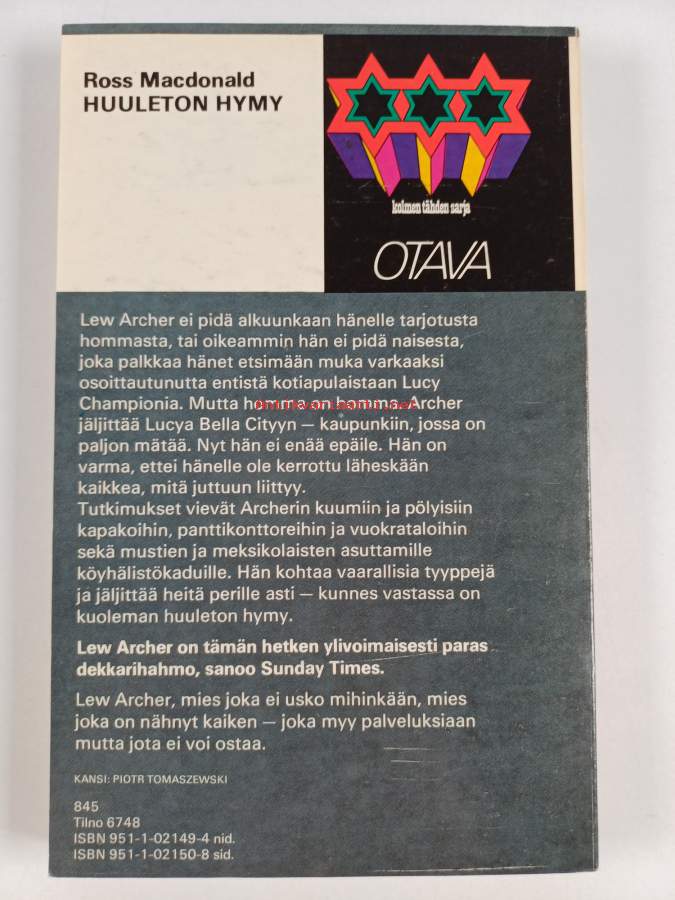 Ross Macdonald
HUULETON HYMY
kolmen tähden sarja
OTAVA
Lew Archer ei pidä alkuunkaan hänelle tarjotusta
hommasta, tai oikeammin hän ei pidä naisesta,
joka palkkaa hänet etsimään muka varkaaksi
osoittautunutta entistä kotiapulaistaan Lucy
Championia. Mutta homma on homma. Archer
jäljittää Lucya Bella Cityyn — kaupunkiin, jossa on
paljon mätää. Nyt hän ei enää epäile. Hän on
varma, ettei hänelle ole kerrottu läheskään
kaikkea, mitä juttuun liittyy.
Tutkimukset vievät Archerin kuumiin ja pölyisiin
kapakoihin, panttikonttoreihin ja vuokrataloihin
sekä mustien ja meksikolaisten asuttamille
köyhälistökaduille. Hän kohtaa vaarallisia tyyppejä
ja jäljittää heitä perille asti — kunnes vastassa on
kuoleman huuleton hymy.
Lew Archer on tämän hetken ylivoimaisesti paras
dekkarihahmo, sanoo Sunday Times.
Lew Archer, mies joka ei usko mihinkään, mies
joka on nähnyt kaiken — joka myy palveluksiaan
mutta jota ei voi ostaa.
KANSI: PIOTR TOMASZEWSKI
845
Tilno 6748
ISBN 951-1-02149-4 nid.
ISBN 951-1-02150-8 sid.